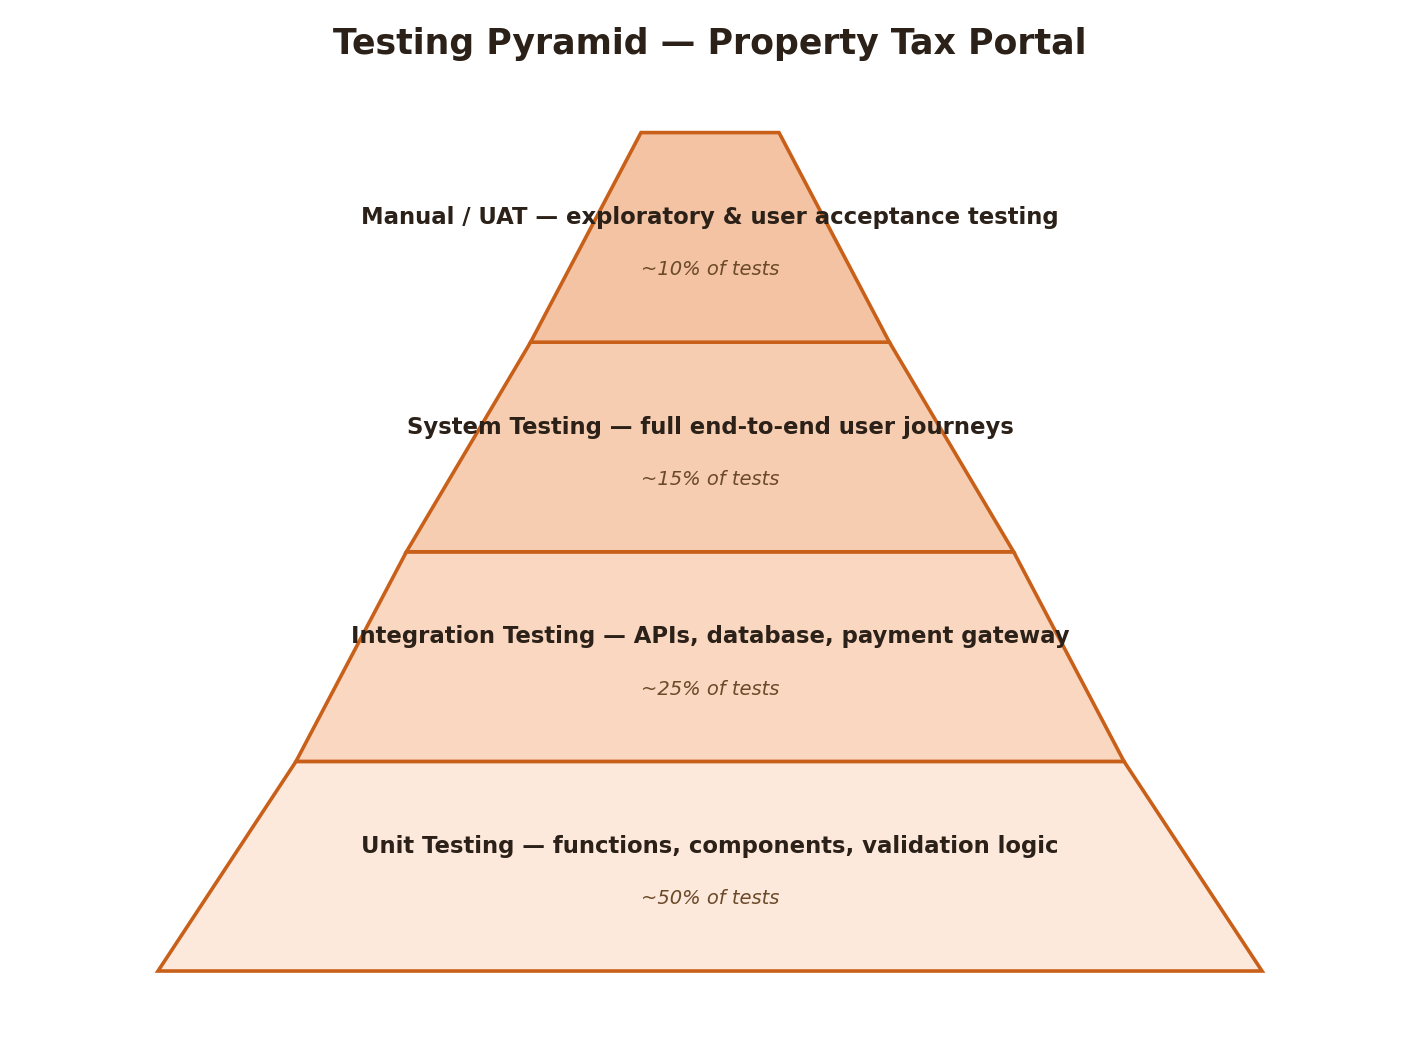 Testing Pyramid — Property Tax Portal
Manual / UAT — exploratory & user acceptance testing
~10% of tests
System Testing — full end-to-end user journeys
~15% of tests
Integration Testing — APIs, database, payment gateway
~25% of tests
Unit Testing — functions, components, validation logic
~50% of tests